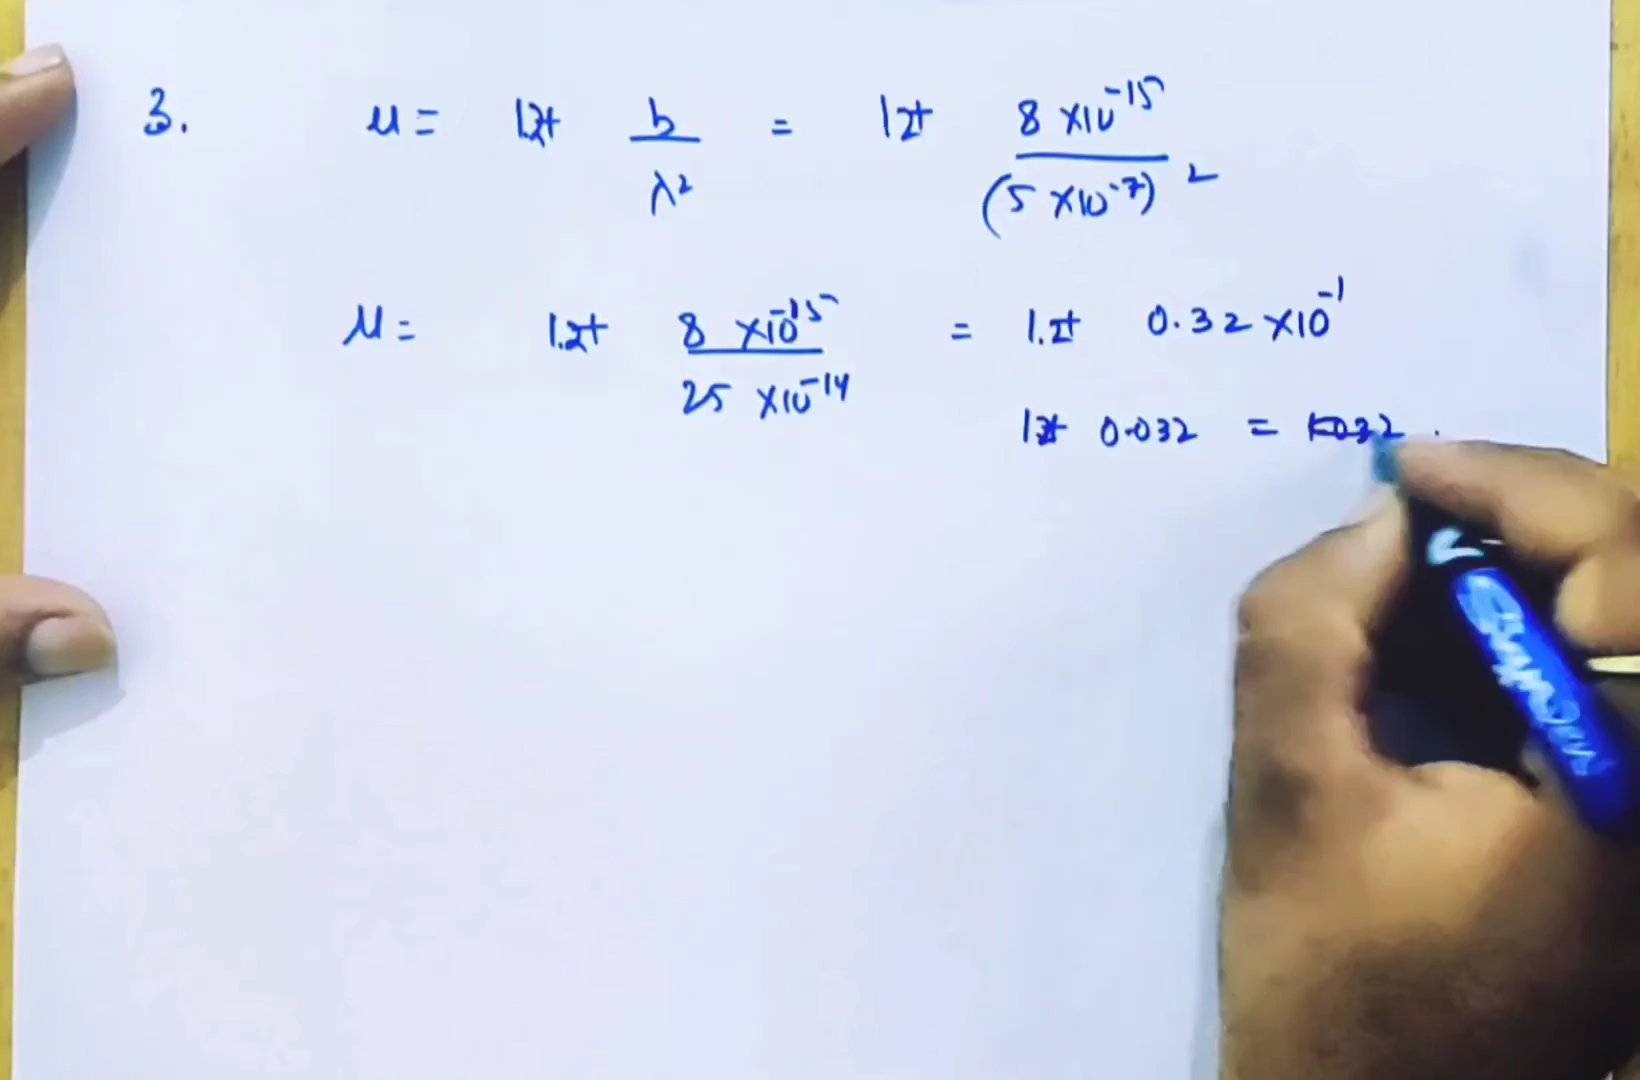 3. μ = 1.2+ b/λ² = 1.2+ 8 ×10⁻¹⁵/(5 ×10⁻⁷)²
μ = 1.2+ 8 ×10⁻¹⁵/25 ×10⁻¹⁴ = 1.2+ 0.32 ×10⁻¹
1.2+ 0.032 =